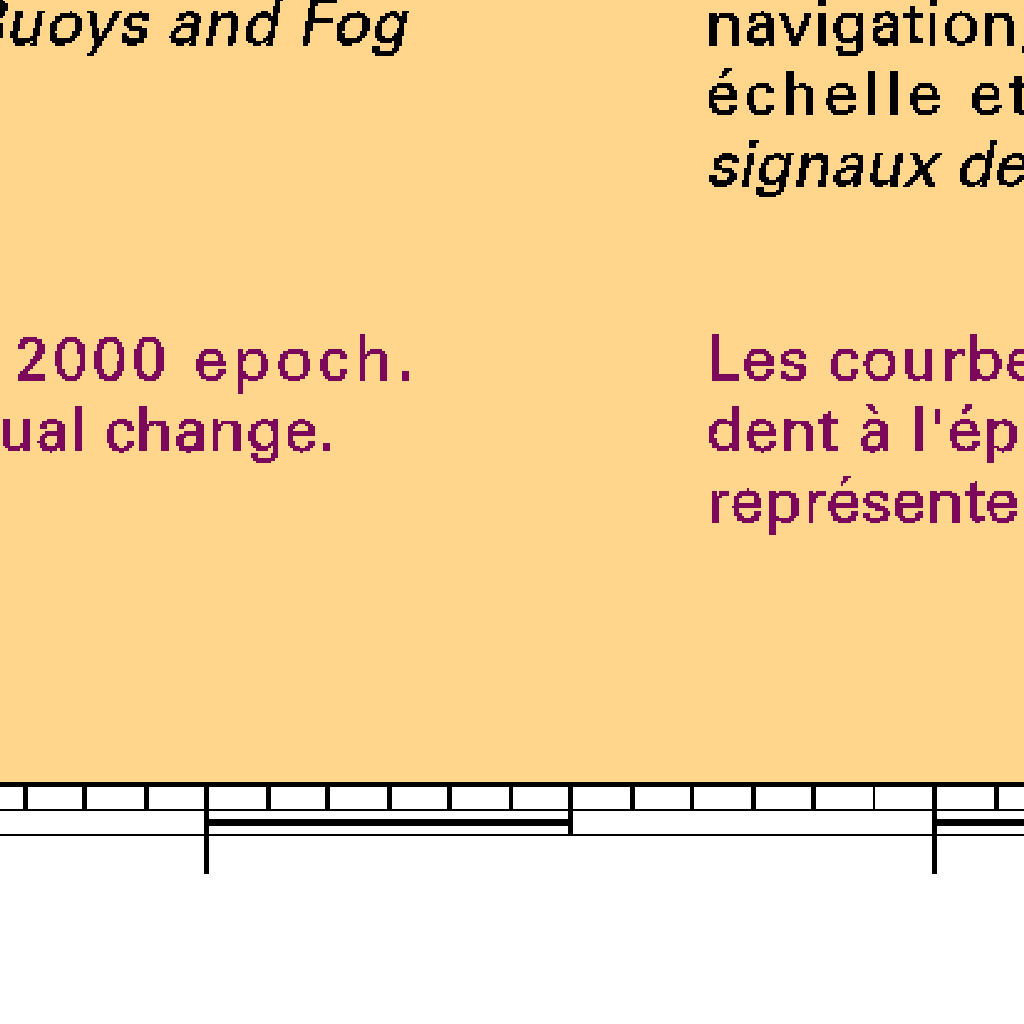 Buoys and Fog
2000 epoch.
ual change.
navigation,
échelle et
signaux de
Les courbe
dent à l'ép
représente